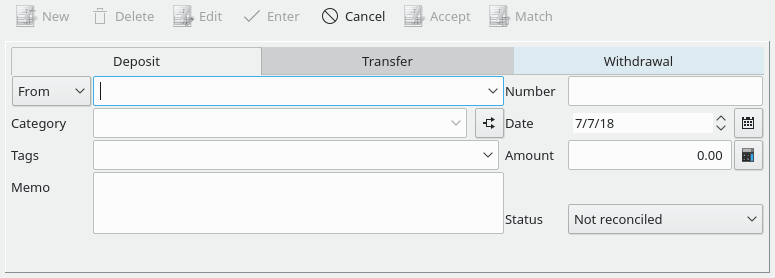 New Delete Edit Enter Cancel Accept Match
Deposit Transfer Withdrawal
From Number
Category Date 7/7/18
Tags Amount 0.00
Memo
Status Not reconciled